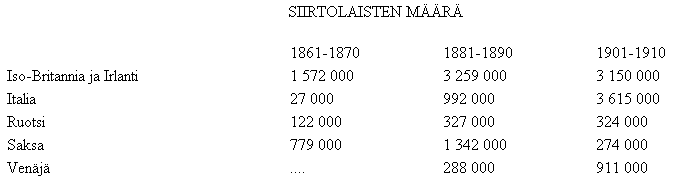 SIIRTOLAISTEN MÄÄRÄ
1861-1870 1881-1890 1901-1910
Iso-Britannia ja Irlanti 1 572 000 3 259 000 3 150 000
Italia 27 000 992 000 3 615 000
Ruotsi 122 000 327 000 324 000
Saksa 779 000 1 342 000 274 000
Venäjä .... 288 000 911 000